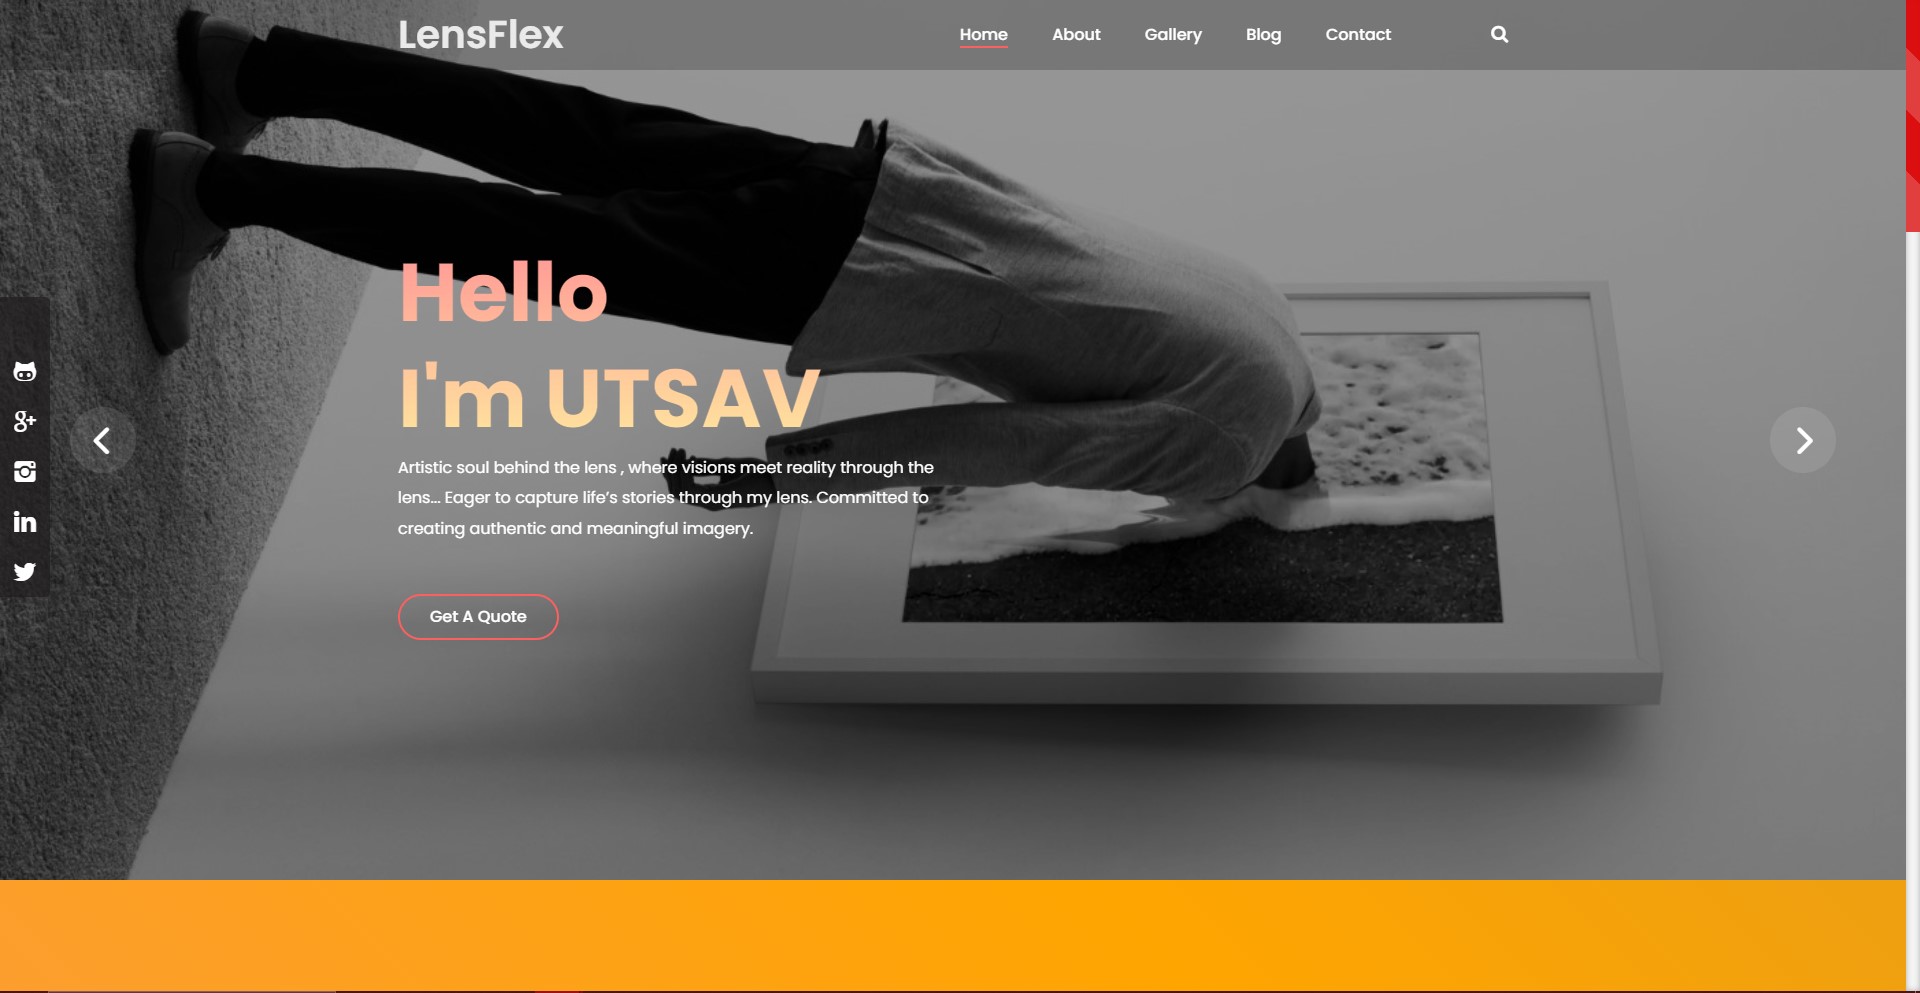 LensFlex
Home About Gallery Blog Contact
Hello
I'm UTSAV
Artistic soul behind the lens , where visions meet reality through the
lens... Eager to capture life’s stories through my lens. Committed to
creating authentic and meaningful imagery.
Get A Quote